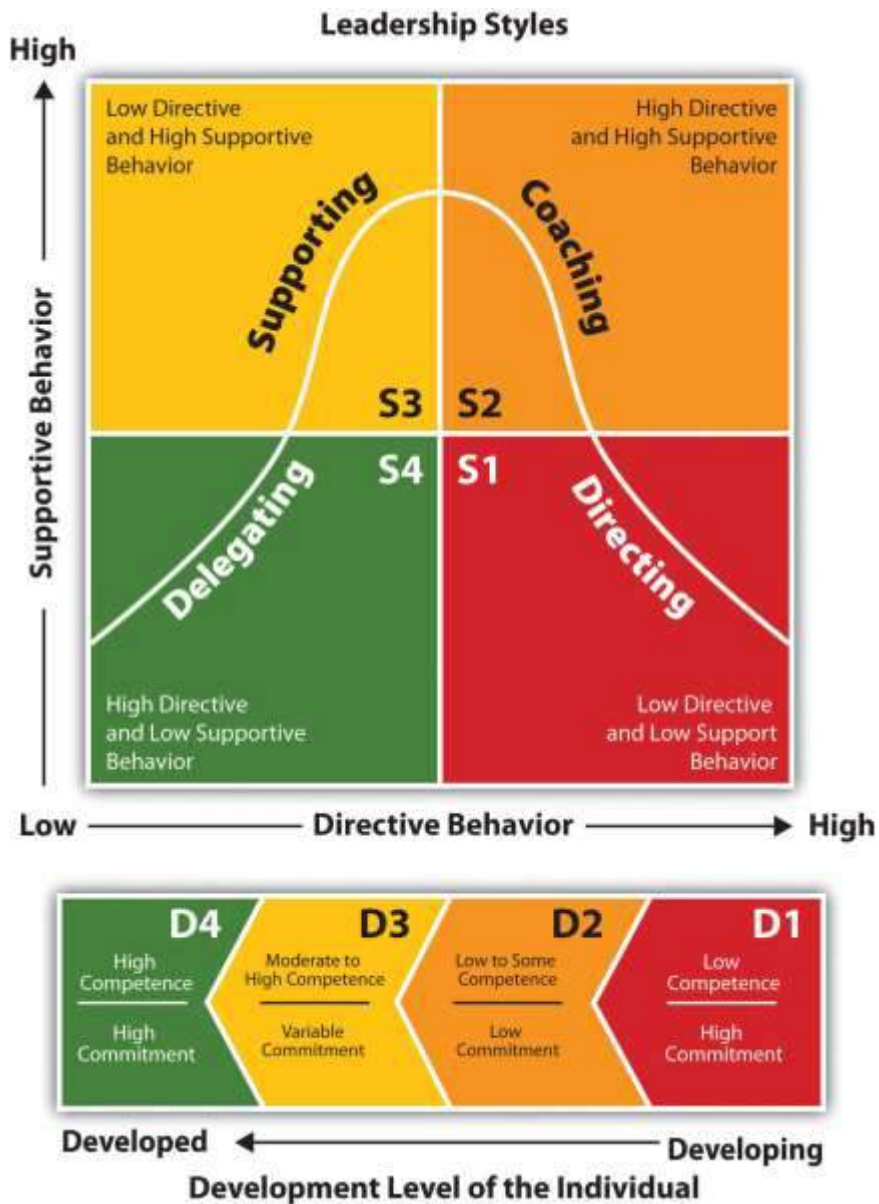 Leadership Styles
High
Low Directive
and High Supportive
Behavior
High Directive
and High Supportive
Behavior
Supporting
Coaching
Supportive Behavior
S3
S2
S4
S1
Delegating
Directing
High Directive
and Low Supportive
Behavior
Low Directive
and Low Support
Behavior
Low
Directive Behavior
High
D4
High
Competence
High
Commitment
D3
Moderate to
High Competence
Variable
Commitment
D2
Low to Some
Competence
Low
Commitment
D1
Low
Competence
High
Commitment
Developed
Developing
Development Level of the Individual